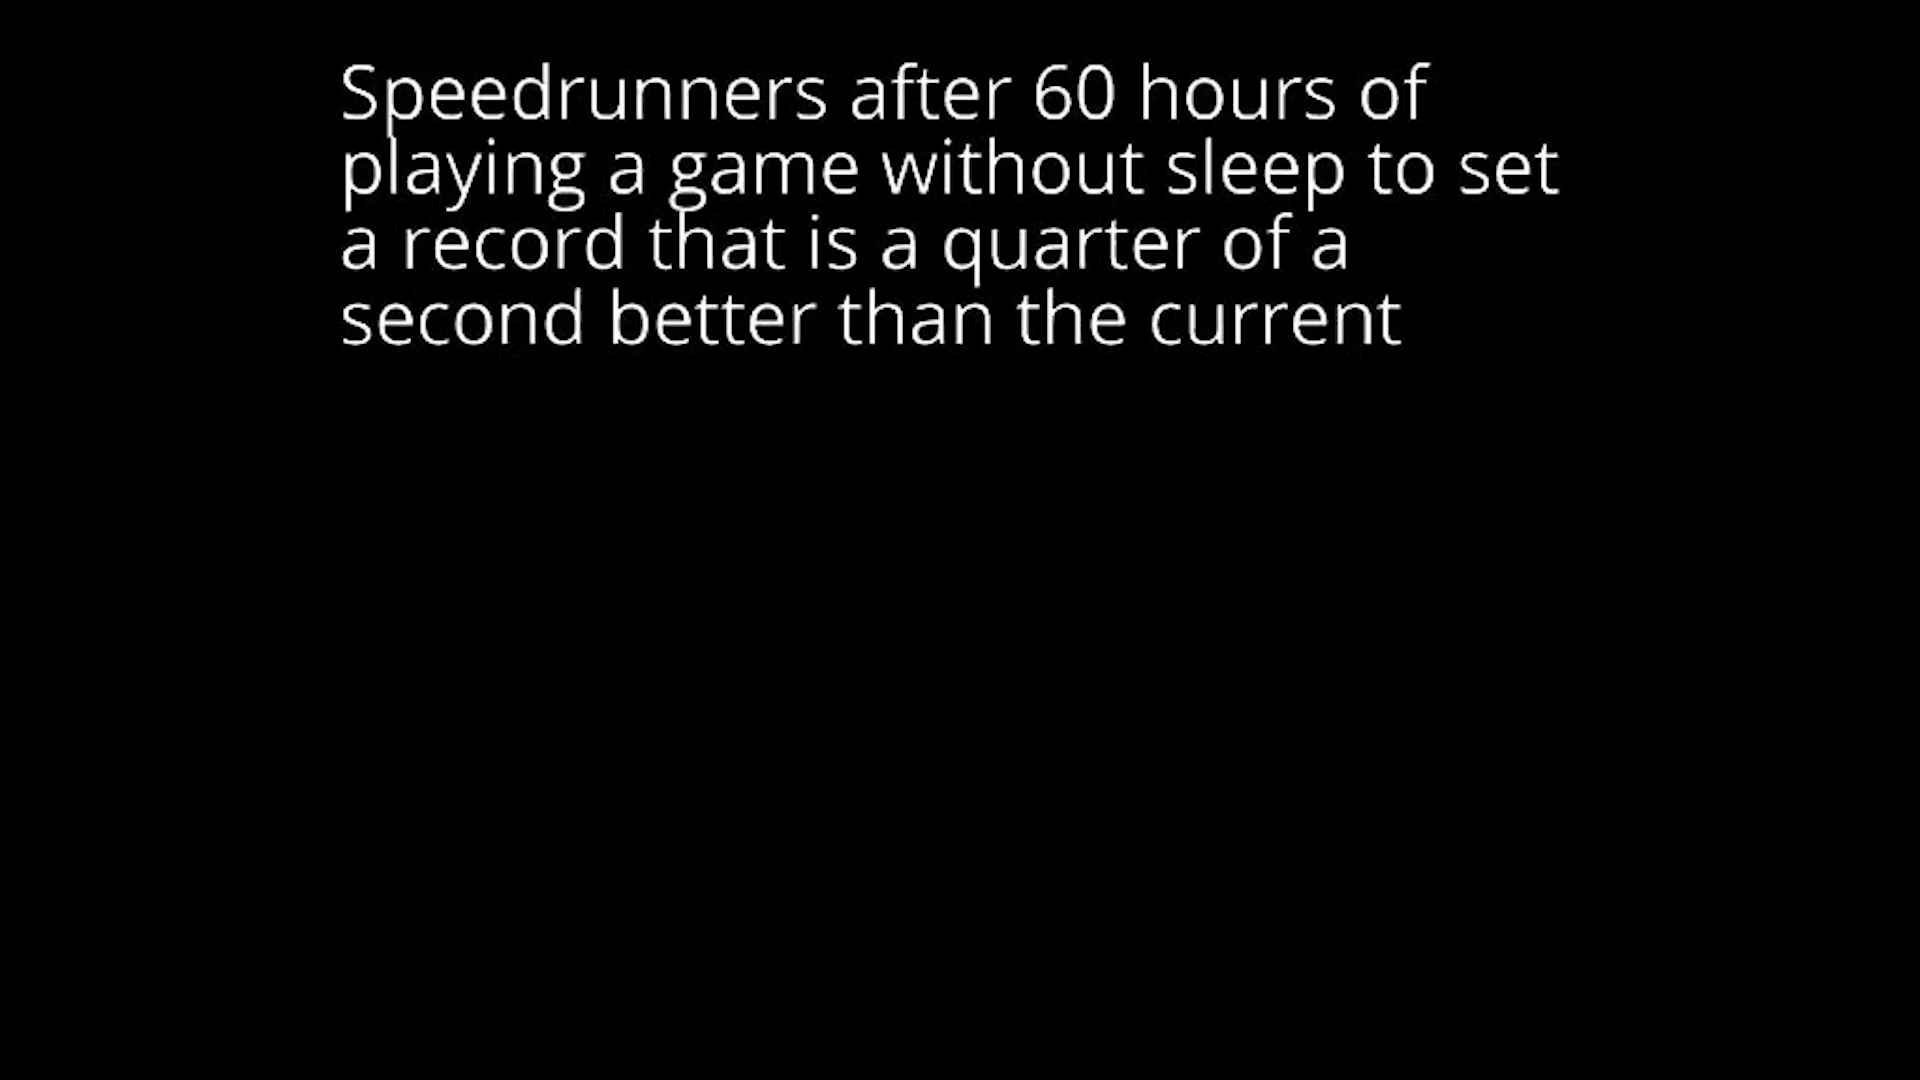 Speedrunners after 60 hours of
playing a game without sleep to set
a record that is a quarter of a
second better than the current